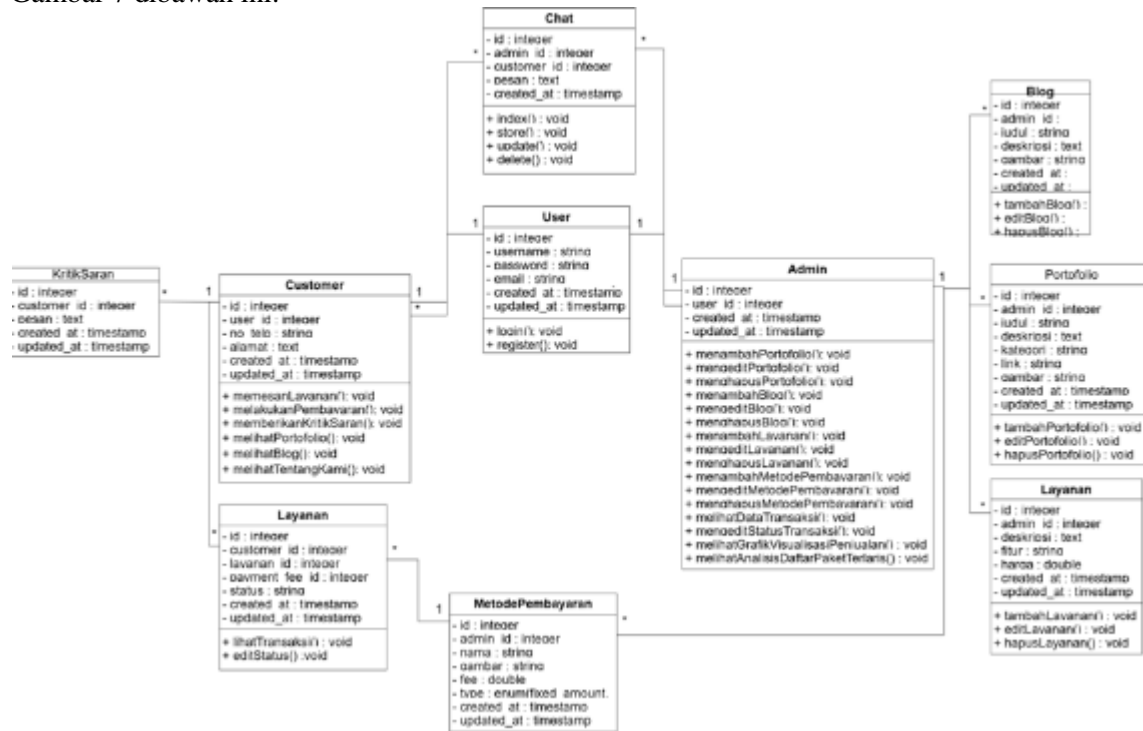 Gambar 7 dibawah ini.
Chat
- id : integer
- admin_id : integer
- customer_id : integer
- pesan : text
- created_at : timestamp
+ index() : void
+ store() : void
+ update() : void
+ delete() : void
*
*
Blog
- id : integer
- admin_id :
- judul : string
- deskripsi : text
- gambar : string
- created_at :
- updated_at :
+ tambahBlog() :
+ editBlog() :
+ hapusBlog() :
*
User
- id : integer
- username : string
- password : string
- email : string
- created_at : timestamp
- updated_at : timestamp
+ login(): void
+ register(): void
1
1
KritikSaran
- id : integer
- customer_id : integer
- pesan : text
- created_at : timestamp
- updated_at : timestamp
*
1
Customer
- id : integer
- user_id : integer
- no_telp : string
- alamat : text
- created_at : timestamp
- updated_at : timestamp
+ memesanLayanan(): void
+ melakukanPembayaran(): void
+ memberikanKritikSaran(): void
+ melihatPortofolio(): void
+ melihatBlog(): void
+ melihatTentangKami(): void
1
*
Admin
- id : integer
- user_id : integer
- created_at : timestamp
- updated_at : timestamp
+ menambahPortofolio(): void
+ mengeditPortofolio(): void
+ menghapusPortofolio(): void
+ menambahBlog(): void
+ mengeditBlog(): void
+ menghapusBlog(): void
+ menambahLayanan(): void
+ mengeditLayanan(): void
+ menghapusLayanan(): void
+ menambahMetodePembayaran(): void
+ mengeditMetodePembayaran(): void
+ menghapusMetodePembayaran(): void
+ melihatDataTransaksi(): void
+ mengeditStatusTransaksi(): void
+ melihatGrafikVisualisasiPenjualan() : void
+ melihatAnalisisDaftarPaketTerlaris() : void
1
1
1
Portofolio
- id : integer
- admin_id : integer
- judul : string
- deskripsi : text
- kategori : string
- link : string
- gambar : string
- created_at : timestamp
- updated_at : timestamp
+ tambahPortofolio() : void
+ editPortofolio() : void
+ hapusPortofolio() : void
*
Layanan
- id : integer
- customer_id : integer
- layanan_id : integer
- payment_fee_id : integer
- status : string
- created_at : timestamp
- updated_at : timestamp
+ lihatTransaksi() : void
+ editStatus() :void
*
*
1
MetodePembayaran
- id : integer
- admin_id : integer
- nama : string
- gambar : string
- fee : double
- type : enum(fixed_amount,
- created_at : timestamp
- updated_at : timestamp
*
Layanan
- id : integer
- admin_id : integer
- deskripsi : text
- fitur : string
- harga : double
- created_at : timestamp
- updated_at : timestamp
+ tambahLayanan() : void
+ editLayanan() : void
+ hapusLayanan() : void
*